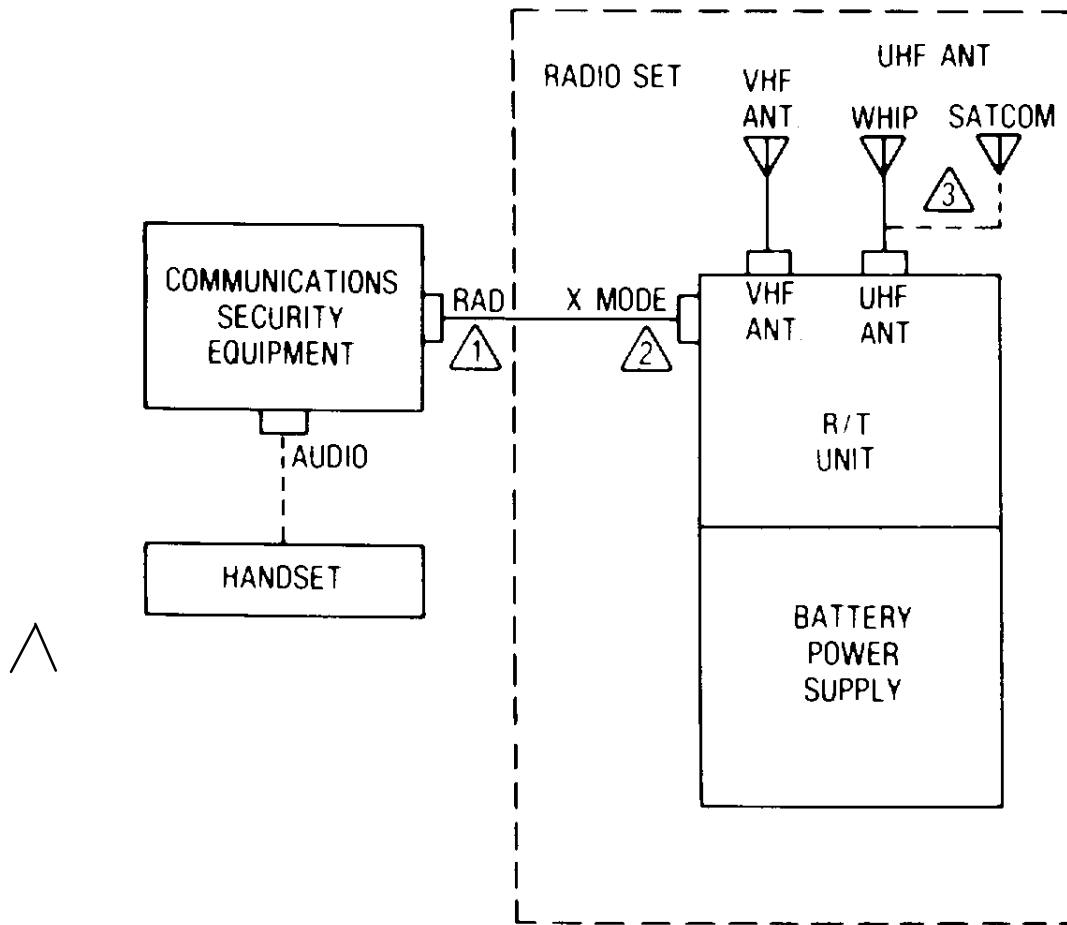 RADIO SET
VHF
ANT.
UHF ANT
WHIP
SATCOM
3
COMMUNICATIONS
SECURITY
EQUIPMENT
RAD
1
X MODE
2
VHF
ANT.
UHF
ANT
AUDIO
R/T
UNIT
HANDSET
BATTERY
POWER
SUPPLY